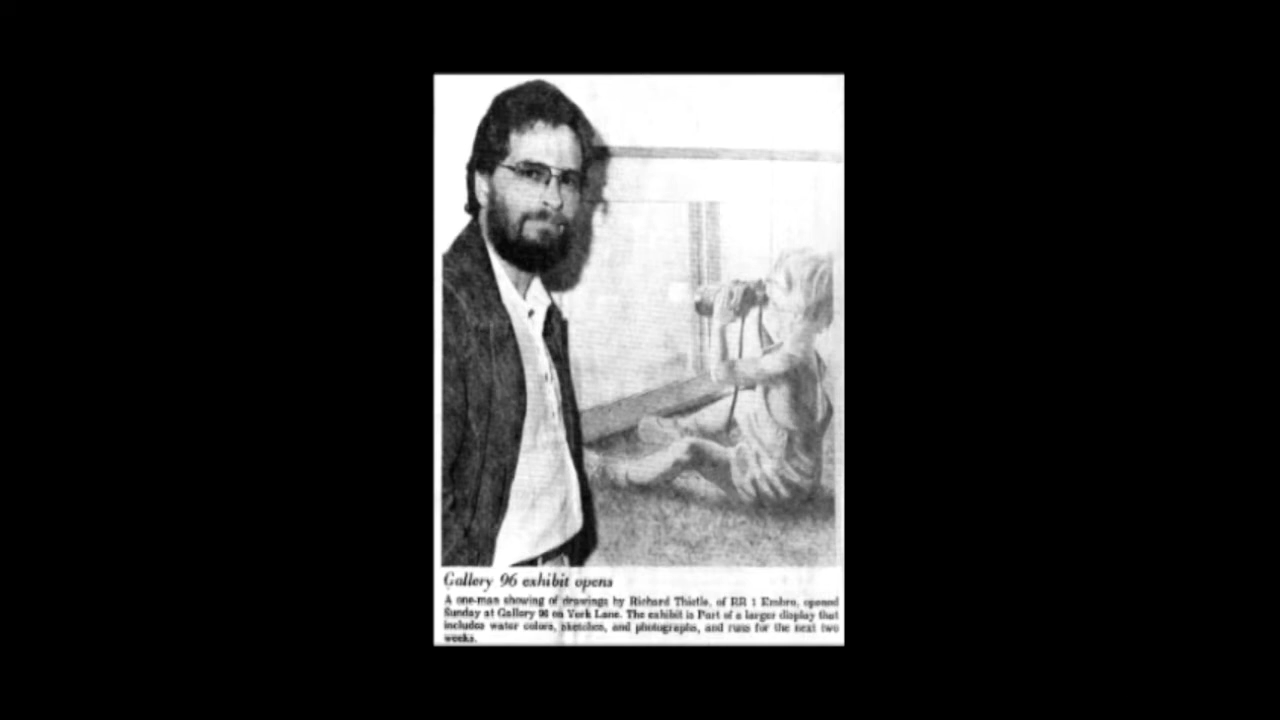 Gallery 96 exhibit opens
A one-man showing of drawings by Richard Thistle, of RR 1 Embro, opened
Sunday at Gallery 96 on York Lane. The exhibit is Part of a larger display that
includes water colors, sketches, and photographs, and runs for the next two
weeks.